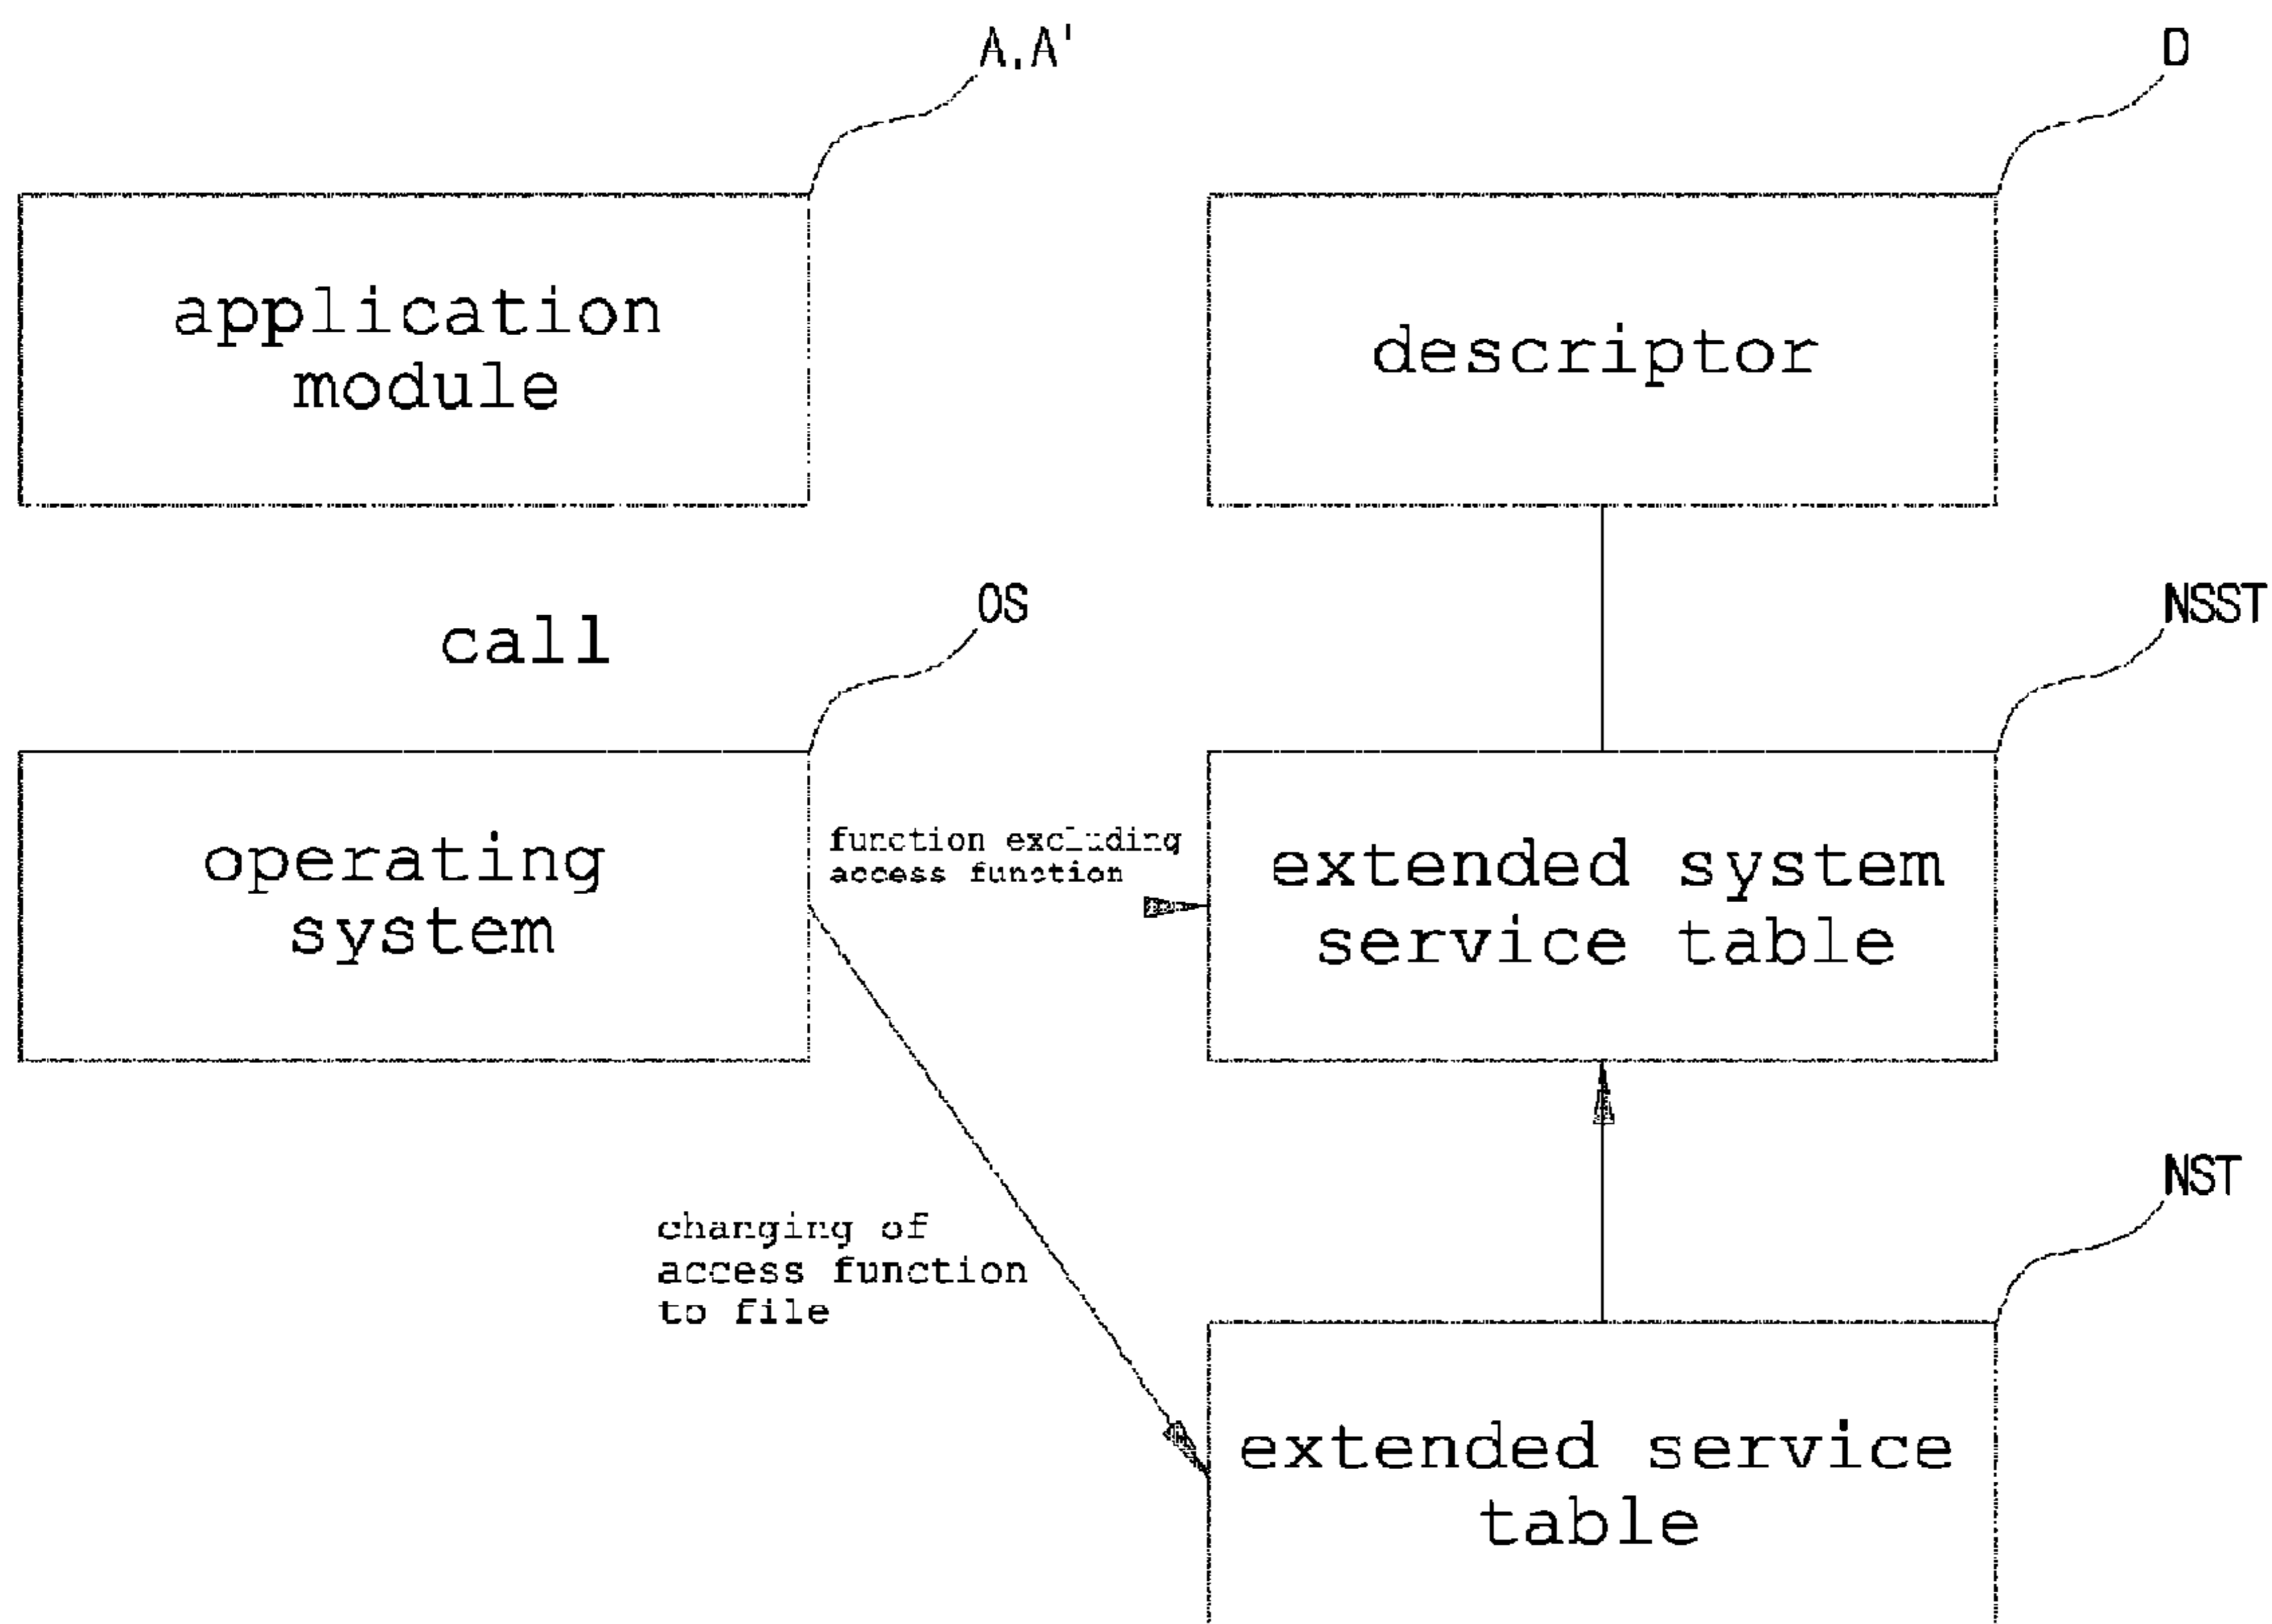 A,A'
D
application
module
descriptor
call
OS
NSST
operating
system
function excluding
access function
extended system
service table
changing of
access function
to file
NST
extended service
table